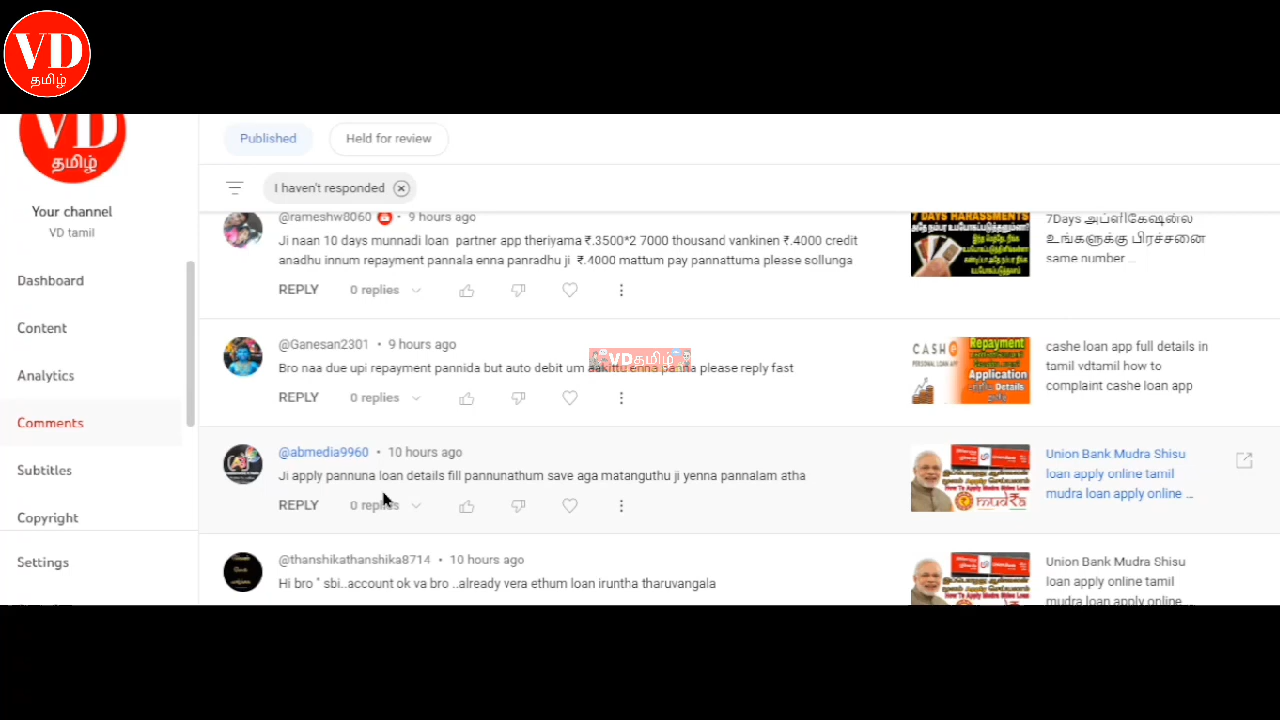 VD
தமிழ்
VD
தமிழ்
Your channel
VD tamil
Dashboard
Content
Analytics
Comments
Subtitles
Copyright
Settings
Published
Held for review
I haven't responded
@rameshw8060 • 9 hours ago
Ji naan 10 days munnadi loan partner app theriyama ₹.3500*2 7000 thousand vankinen ₹.4000 credit
anadhu innum repayment pannala enna panradhu ji ₹.4000 mattum pay pannattuma please sollunga
REPLY 0 replies
7 DAYS HARASSMENTS
7Days அப்ளிகேஷன்ல
உங்களுக்கு பிரச்சனை
same number ...
@Ganesan2301 • 9 hours ago
Bro naa due upi repayment pannida but auto debit um aakittu enna panna please reply fast
VDதமிழ்
REPLY 0 replies
CASH
PERSONAL LOAN APP
Repayment
Application
Details
cashe loan app full details in
tamil vdtamil how to
complaint cashe loan app
@abmedia9960 • 10 hours ago
Ji apply pannuna loan details fill pannunathum save aga matanguthu ji yenna pannalam atha
REPLY 0 replies
mudra
Union Bank Mudra Shisu
loan apply online tamil
mudra loan apply online ...
@thanshikathanshika8714 • 10 hours ago
Hi bro " sbi..account ok va bro ..already vera ethum loan iruntha tharuvangala
Union Bank Mudra Shisu
loan apply online tamil
mudra loan apply online ...